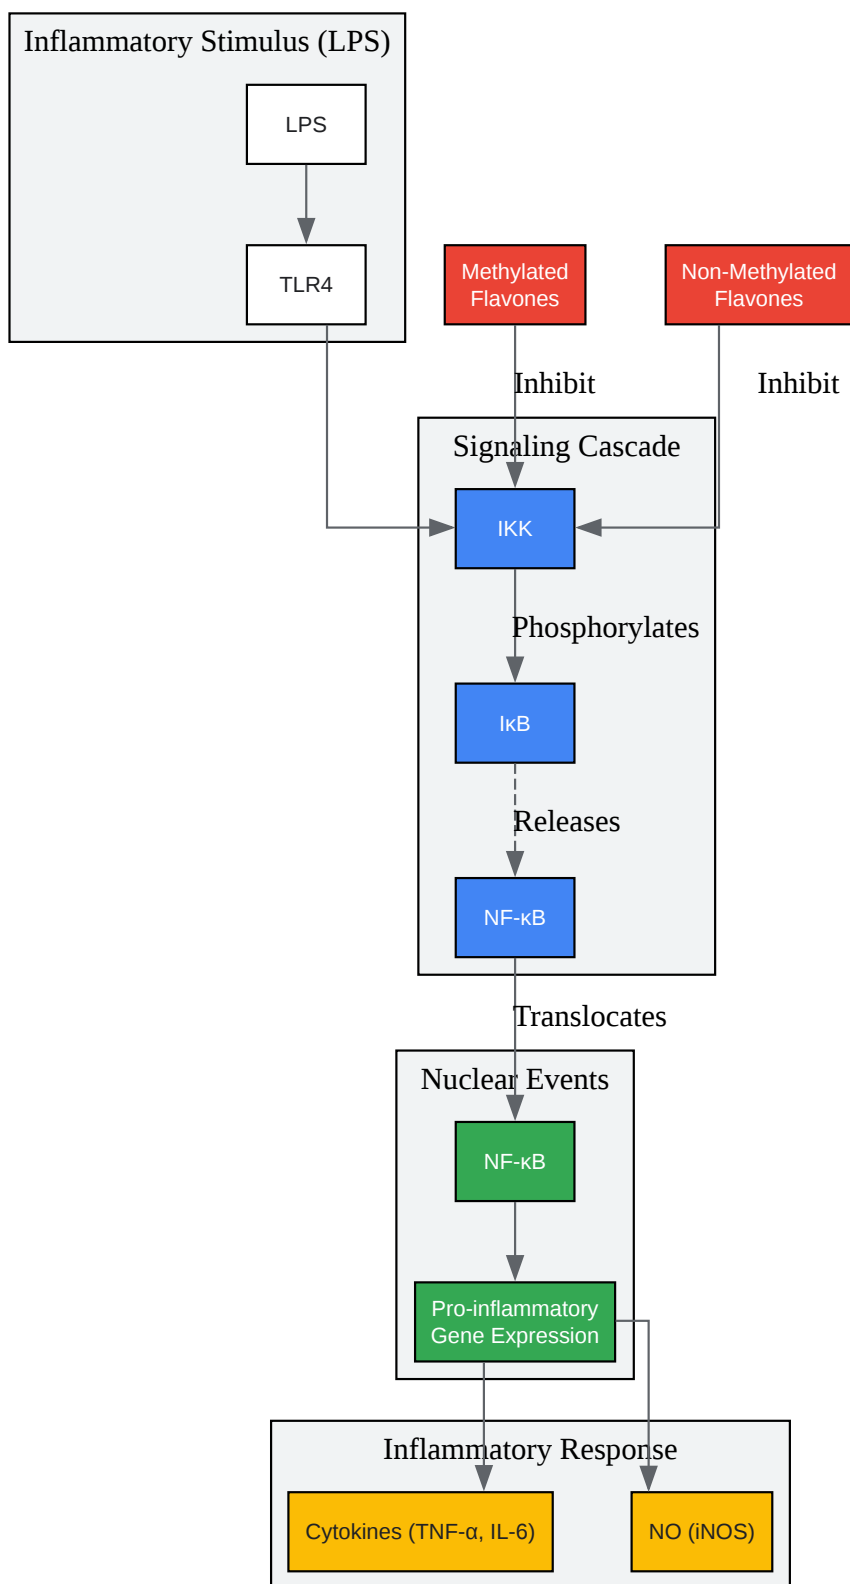 Inflammatory Stimulus (LPS)
LPS
TLR4
Methylated
Flavones
Non-Methylated
Flavones
Inhibit
Inhibit
Signaling Cascade
IKK
Phosphorylates
IκB
Releases
NF-κB
Translocates
Nuclear Events
NF-κB
Pro-inflammatory
Gene Expression
Inflammatory Response
Cytokines (TNF-α, IL-6)
NO (iNOS)